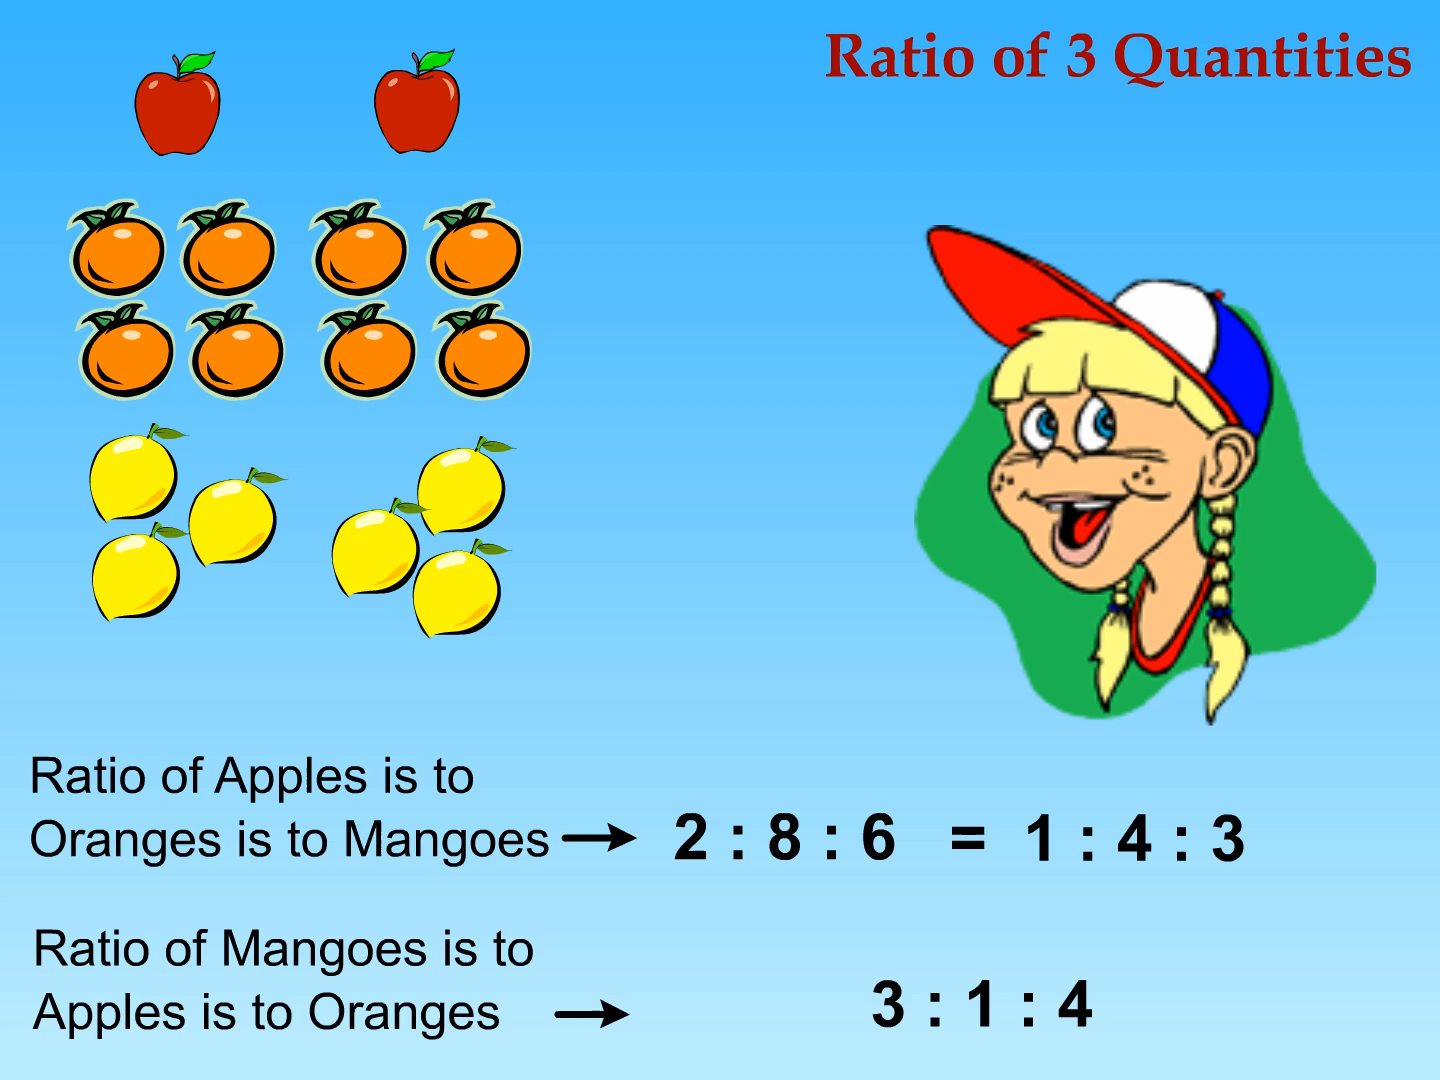 Ratio of 3 Quantities
Ratio of Apples is to
Oranges is to Mangoes → 2 : 8 : 6 = 1 : 4 : 3
Ratio of Mangoes is to
Apples is to Oranges → 3 : 1 : 4